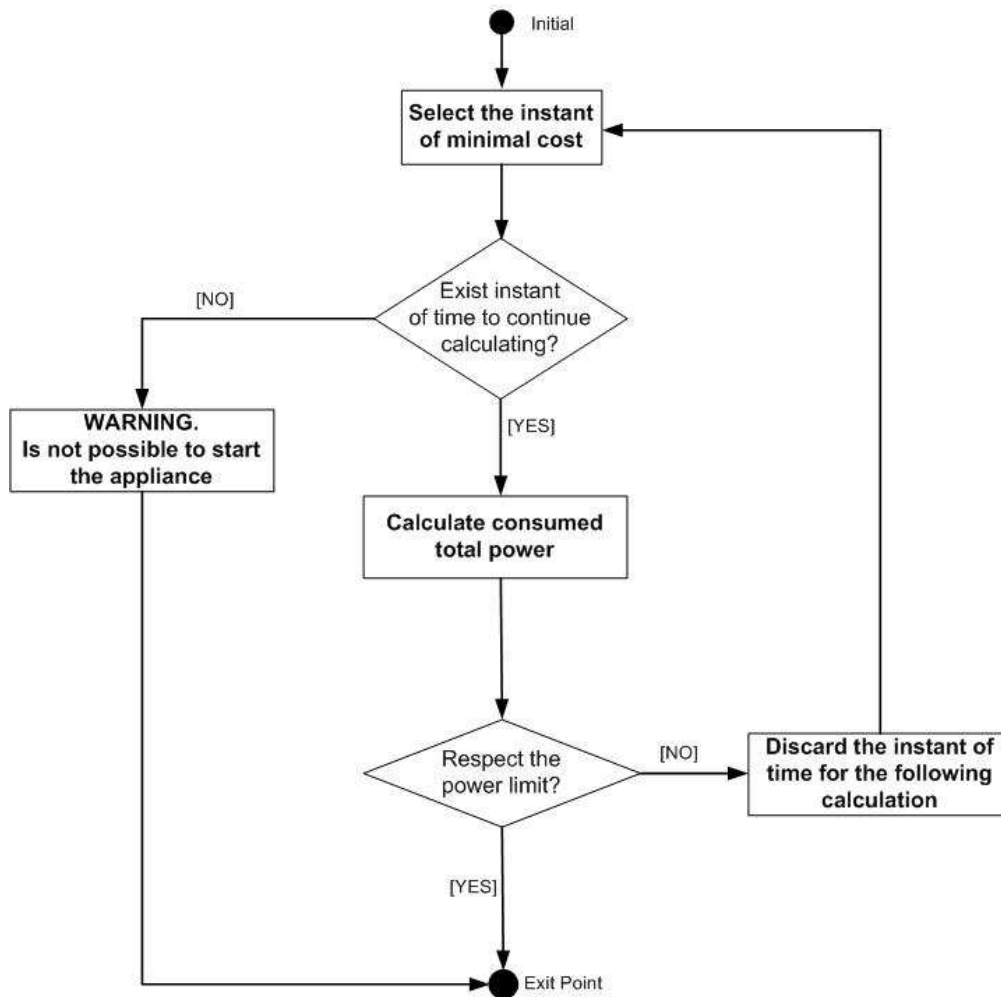 Initial
Select the instant
of minimal cost
Exist instant
of time to continue
calculating?
[NO]
WARNING.
Is not possible to start
the appliance
[YES]
Calculate consumed
total power
Respect the
power limit?
[NO]
Discard the instant of
time for the following
calculation
[YES]
Exit Point